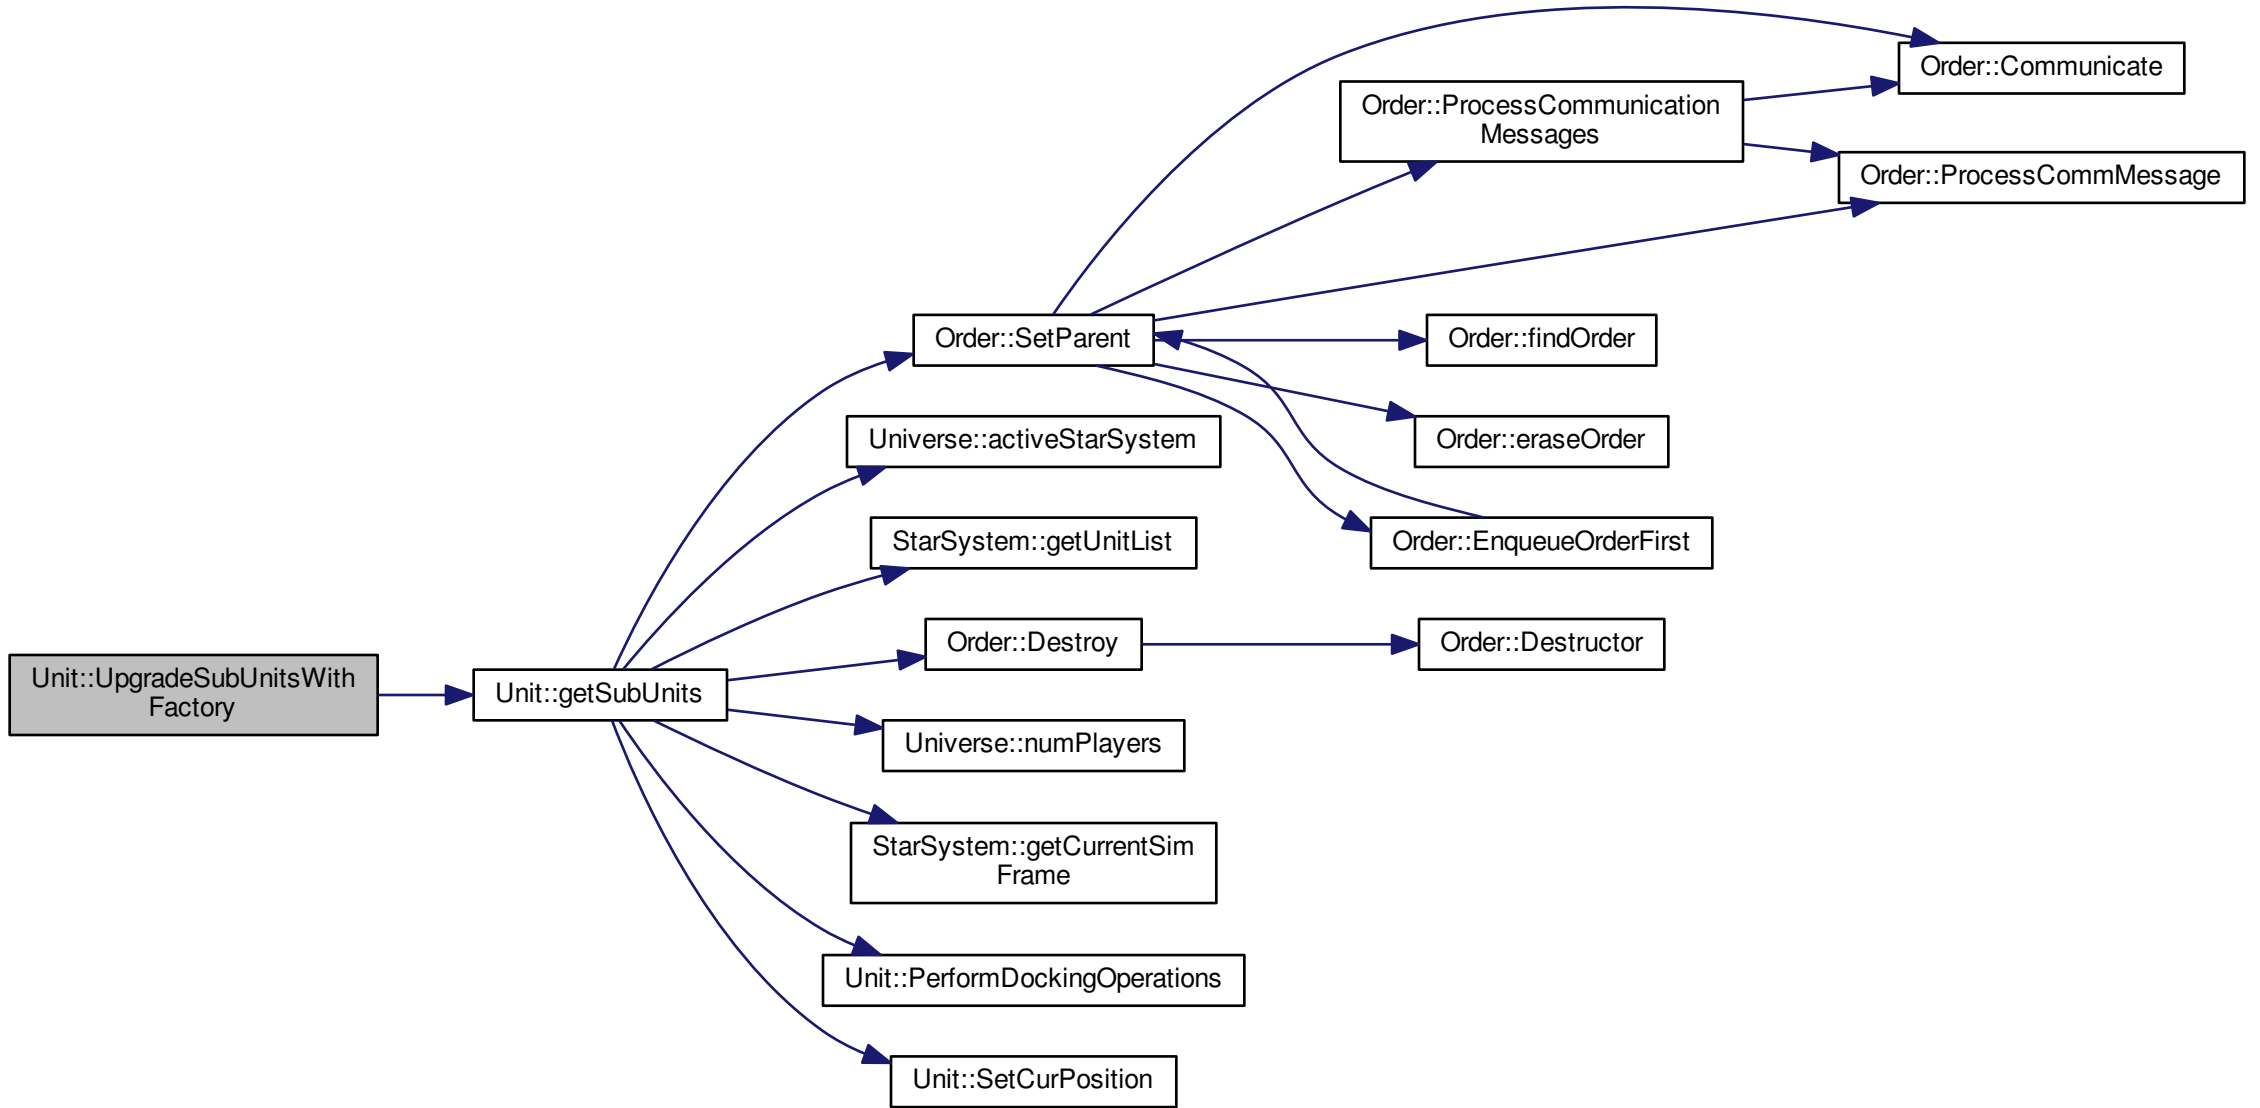 Order::Communicate
Order::ProcessCommunication
Messages
Order::ProcessCommMessage
Order::SetParent
Order::findOrder
Universe::activeStarSystem
Order::eraseOrder
StarSystem::getUnitList
Order::EnqueueOrderFirst
Order::Destroy
Order::Destructor
Unit::UpgradeSubUnitsWith
Factory
Unit::getSubUnits
Universe::numPlayers
StarSystem::getCurrentSim
Frame
Unit::PerformDockingOperations
Unit::SetCurPosition